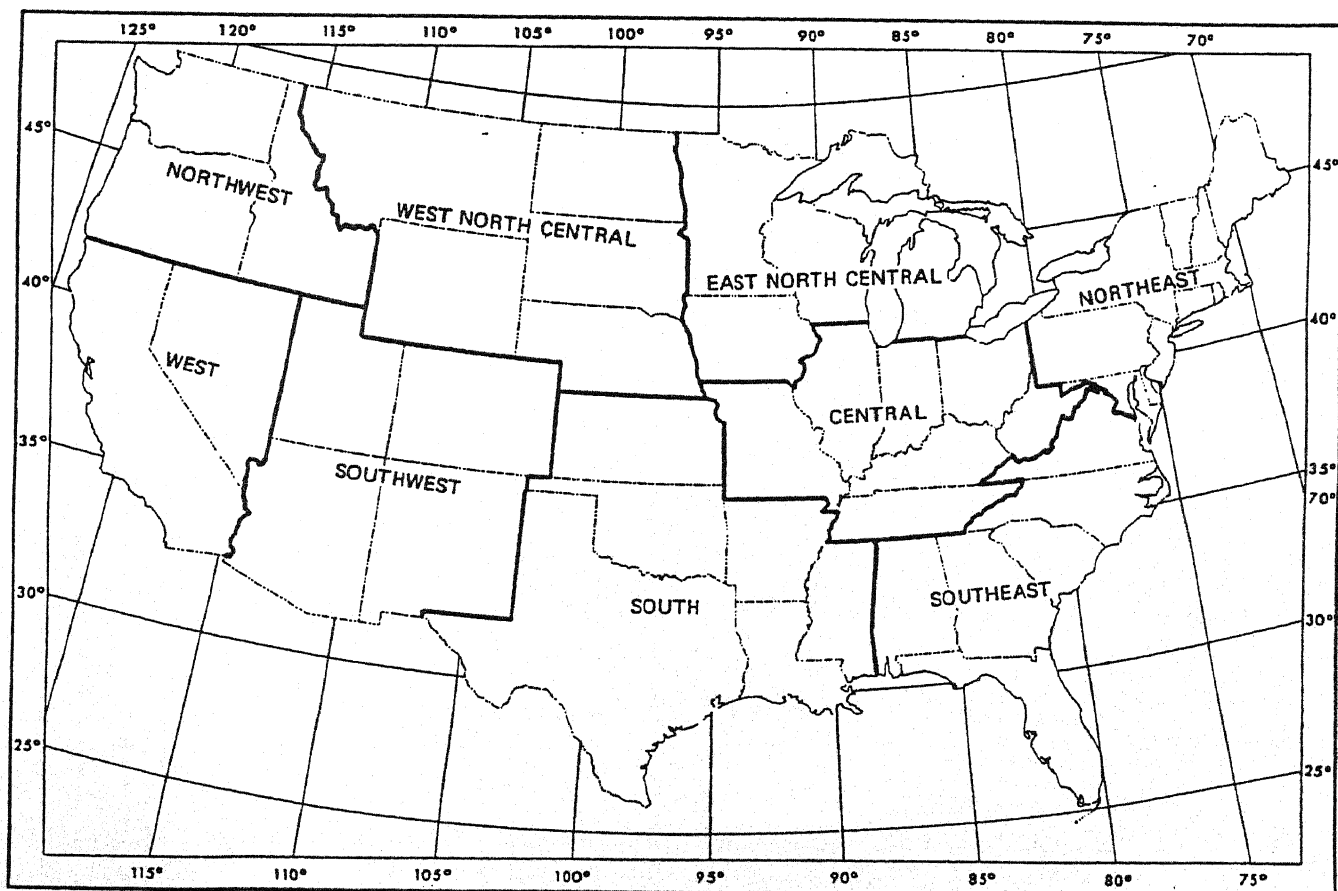 125° 120° 115° 110° 105° 100° 95° 90° 85° 80° 75° 70°
45° 45°
NORTHWEST
WEST NORTH CENTRAL
EAST NORTH CENTRAL
NORTHEAST
40° 40°
WEST
CENTRAL
35° 35°
SOUTHWEST
70°
SOUTH
SOUTHEAST
30° 30°
25° 25°
115° 110° 105° 100° 95° 90° 85° 80° 75°